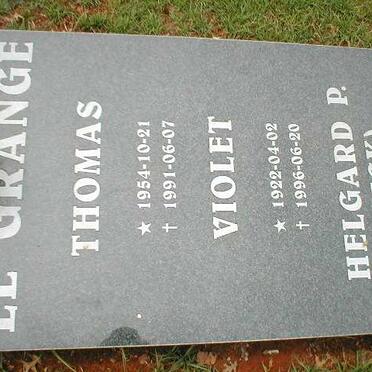 LE GRANGE
THOMAS
★ 1954-10-21
† 1991-06-07
VIOLET
★ 1922-04-02
† 1996-06-20
HELGARD P.